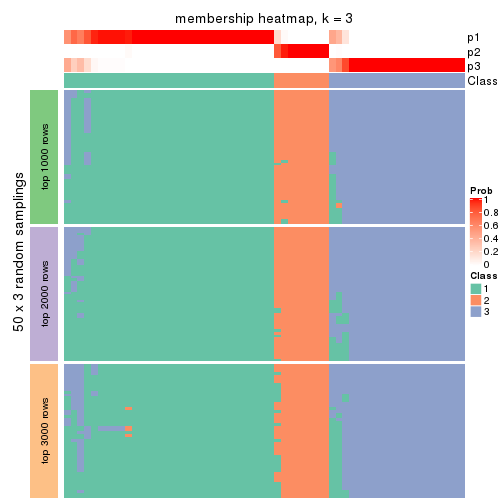 membership heatmap, k = 3
p1
p2
p3
Class
50 x 3 random samplings
top 1000 rows
top 2000 rows
top 3000 rows
Prob
1
0.8
0.6
0.4
0.2
0
Class
1
2
3